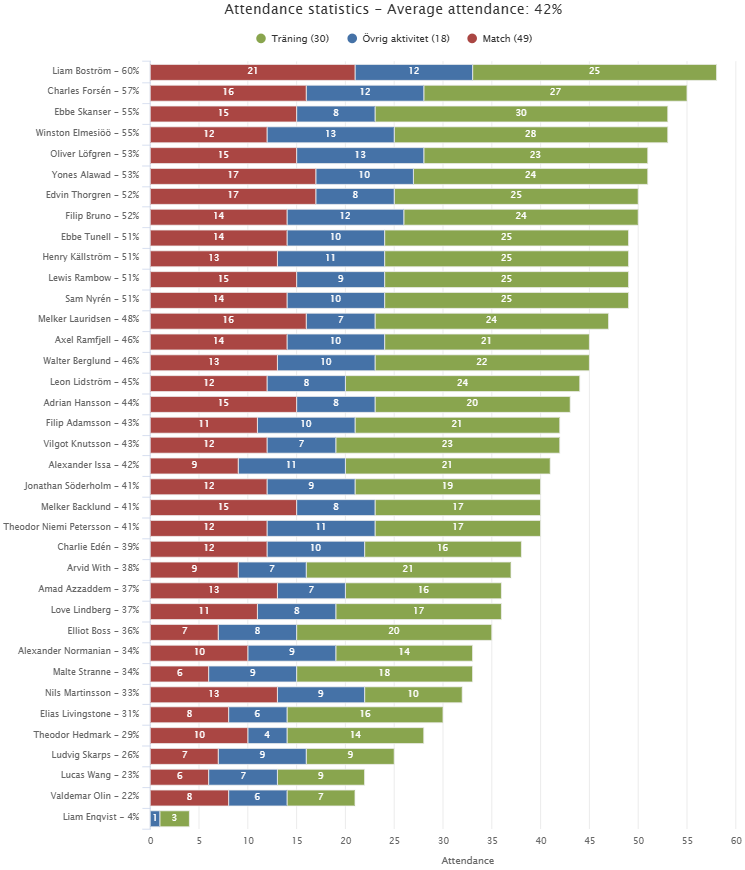 Attendance statistics – Average attendance: 42%
Träning (30) Övrig aktivitet (18) Match (49)
Liam Boström – 60% 21 12 25
Charles Forsén – 57% 16 12 27
Ebbe Skanser – 55% 15 8 30
Winston Elmesiöö – 55% 12 13 28
Oliver Löfgren – 53% 15 13 23
Yones Alawad – 53% 17 10 24
Edvin Thorgren – 52% 17 8 25
Filip Bruno – 52% 14 12 24
Ebbe Tunell – 51% 14 10 25
Henry Källström – 51% 13 11 25
Lewis Rambow – 51% 15 9 25
Sam Nyrén – 51% 14 10 25
Melker Lauridsen – 48% 16 7 24
Axel Ramfjell – 46% 14 10 21
Walter Berglund – 46% 13 10 22
Leon Lidström – 45% 12 8 24
Adrian Hansson – 44% 15 8 20
Filip Adamsson – 43% 11 10 21
Vilgot Knutsson – 43% 12 7 23
Alexander Issa – 42% 9 11 21
Jonathan Söderholm – 41% 12 9 19
Melker Backlund – 41% 15 8 17
Theodor Niemi Petersson – 41% 12 11 17
Charlie Edén – 39% 12 10 16
Arvid With – 38% 9 7 21
Amad Azzaddem – 37% 13 7 16
Love Lindberg – 37% 11 8 17
Elliot Boss – 36% 7 8 20
Alexander Normanian – 34% 10 9 14
Malte Stranne – 34% 6 9 18
Nils Martinsson – 33% 13 9 10
Elias Livingstone – 31% 8 6 16
Theodor Hedmark – 29% 10 4 14
Ludvig Skarps – 26% 7 9 9
Lucas Wang – 23% 6 7 9
Valdemar Olin – 22% 8 6 7
Liam Enqvist – 4% 1 3
0 5 10 15 20 25 30 35 40 45 50 55 60
Attendance